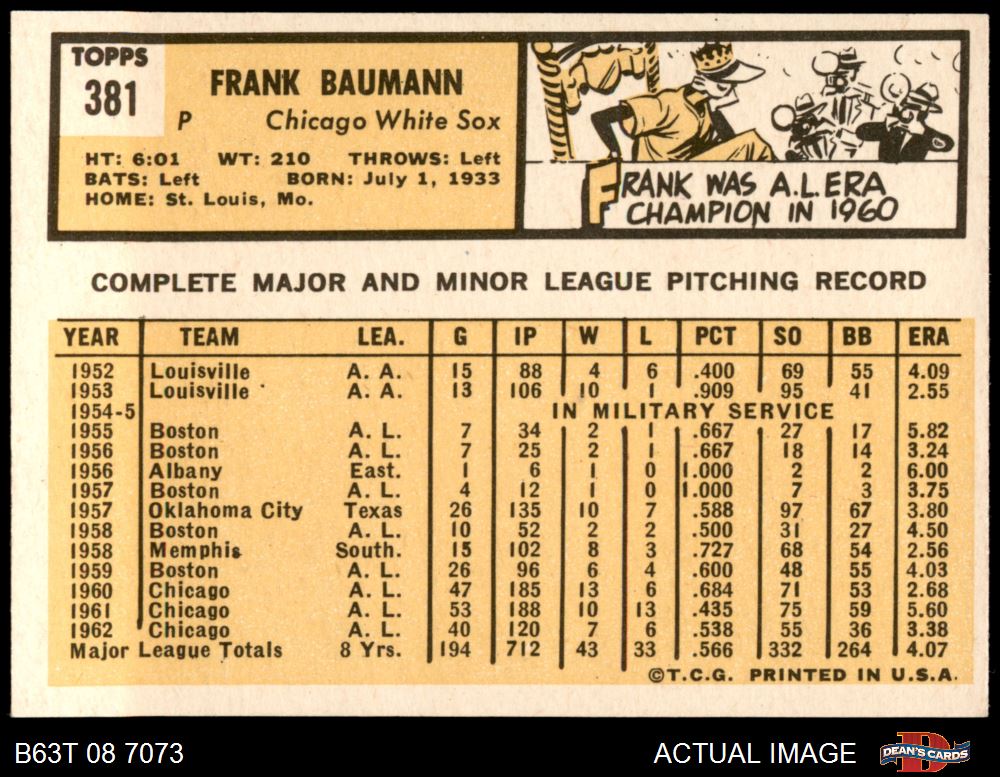 TOPPS
381
FRANK BAUMANN
P Chicago White Sox
HT: 6:01 WT: 210 THROWS: Left
BATS: Left BORN: July 1, 1933
HOME: St. Louis, Mo.
FRANK WAS A.L. ERA
CHAMPION IN 1960
COMPLETE MAJOR AND MINOR LEAGUE PITCHING RECORD
YEAR TEAM LEA. G IP W L PCT SO BB ERA
1952 Louisville A. A. 15 88 4 6 .400 69 55 4.09
1953 Louisville A. A. 13 106 10 1 .909 95 41 2.55
1954-5 IN MILITARY SERVICE
1955 Boston A. L. 7 34 2 1 .667 27 17 5.82
1956 Boston A. L. 7 25 2 1 .667 18 14 3.24
1956 Albany East. 1 6 1 0 1.000 2 2 6.00
1957 Boston A. L. 4 12 1 0 1.000 7 3 3.75
1957 Oklahoma City Texas 26 135 10 7 .588 97 67 3.80
1958 Boston A. L. 10 52 2 2 .500 31 27 4.50
1958 Memphis South. 15 102 8 3 .727 68 54 2.56
1959 Boston A. L. 26 96 6 4 .600 48 55 4.03
1960 Chicago A. L. 47 185 13 6 .684 71 53 2.68
1961 Chicago A. L. 53 188 10 13 .435 75 59 5.60
1962 Chicago A. L. 40 120 7 6 .538 55 36 3.38
Major League Totals 8 Yrs. 194 712 43 33 .566 332 264 4.07
©T.C.G. PRINTED IN U.S.A.
B63T 08 7073 ACTUAL IMAGE DEAN'S CARDS